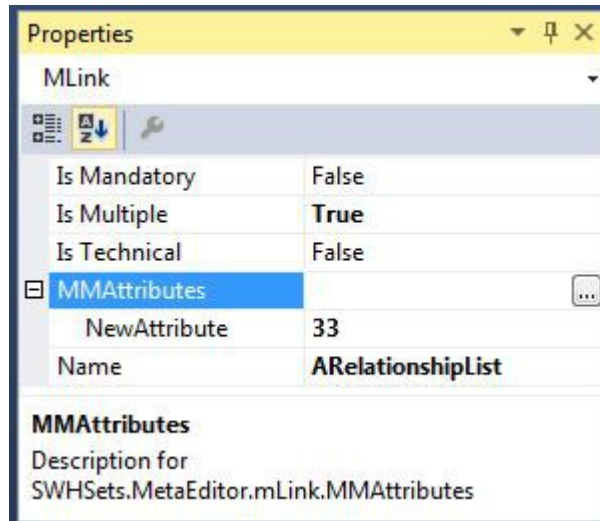 Properties
MLink
A
Z
Is Mandatory False
Is Multiple True
Is Technical False
MMAttributes ...
NewAttribute 33
Name ARelationshipList
MMAttributes
Description for
SWHSets.MetaEditor.mLink.MMAttributes